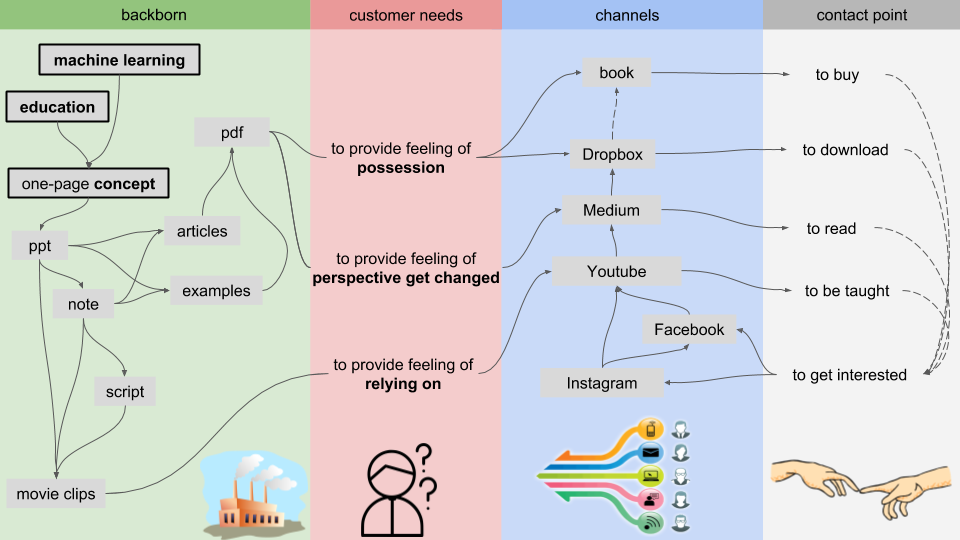 backborn
customer needs
channels
contact point
machine learning
education
one-page concept
pdf
ppt
articles
note
examples
script
movie clips
to provide feeling of
possession
to provide feeling of
perspective get changed
to provide feeling of
relying on
book
Dropbox
Medium
Youtube
Facebook
Instagram
to buy
to download
to read
to be taught
to get interested